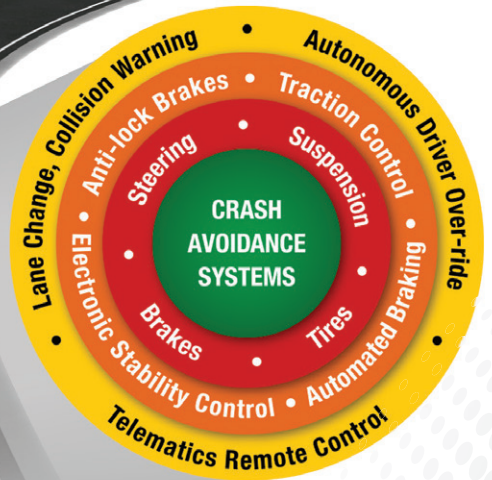 CRASH
AVOIDANCE
SYSTEMS
Steering
Suspension
Tires
Brakes
Anti-lock Brakes
Traction Control
Automated Braking
Electronic Stability Control
Lane Change, Collision Warning
Autonomous Driver Over-ride
Telematics Remote Control